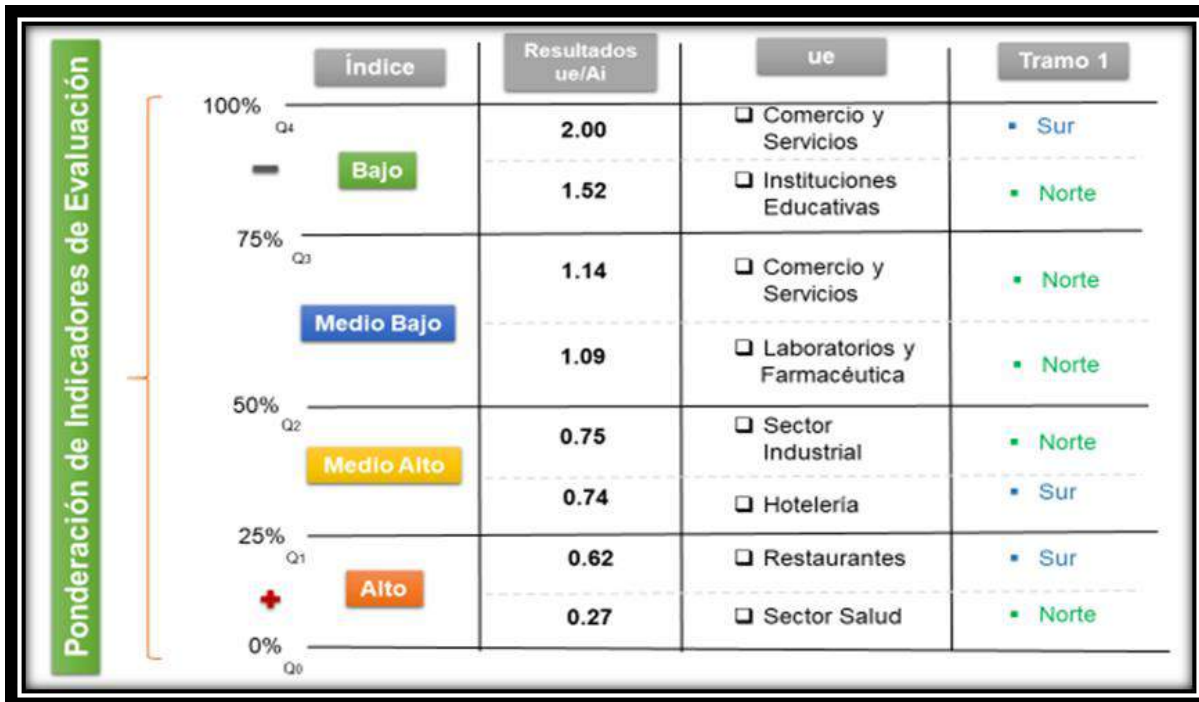 Ponderación de Indicadores de Evaluación
Índice
Resultados
ue/Ai
ue
Tramo 1
100%
Q4
Bajo
2.00
Comercio y
Servicios
Sur
1.52
Instituciones
Educativas
Norte
75%
Q3
Medio Bajo
1.14
Comercio y
Servicios
Norte
1.09
Laboratorios y
Farmacéutica
Norte
50%
Q2
Medio Alto
0.75
Sector
Industrial
Norte
0.74
Hotelería
Sur
25%
Q1
Alto
0.62
Restaurantes
Sur
0.27
Sector Salud
Norte
0%
Q0